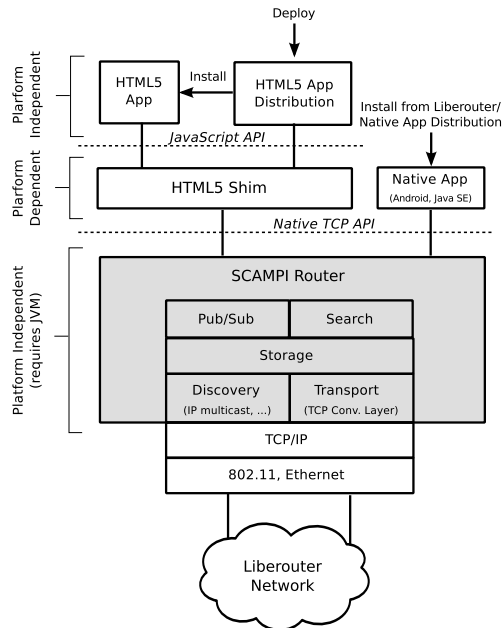 Deploy
Plarform
Independent
HTML5
App
Install
HTML5 App
Distribution
Install from Liberouter/
Native App Distribution
JavaScript API
Plarform
Dependent
HTML5 Shim
Native App
(Android, Java SE)
Native TCP API
Platform Independent
(requires JVM)
SCAMPI Router
Pub/Sub
Search
Storage
Discovery
(IP multicast, ...)
Transport
(TCP Conv. Layer)
TCP/IP
802.11, Ethernet
Liberouter
Network